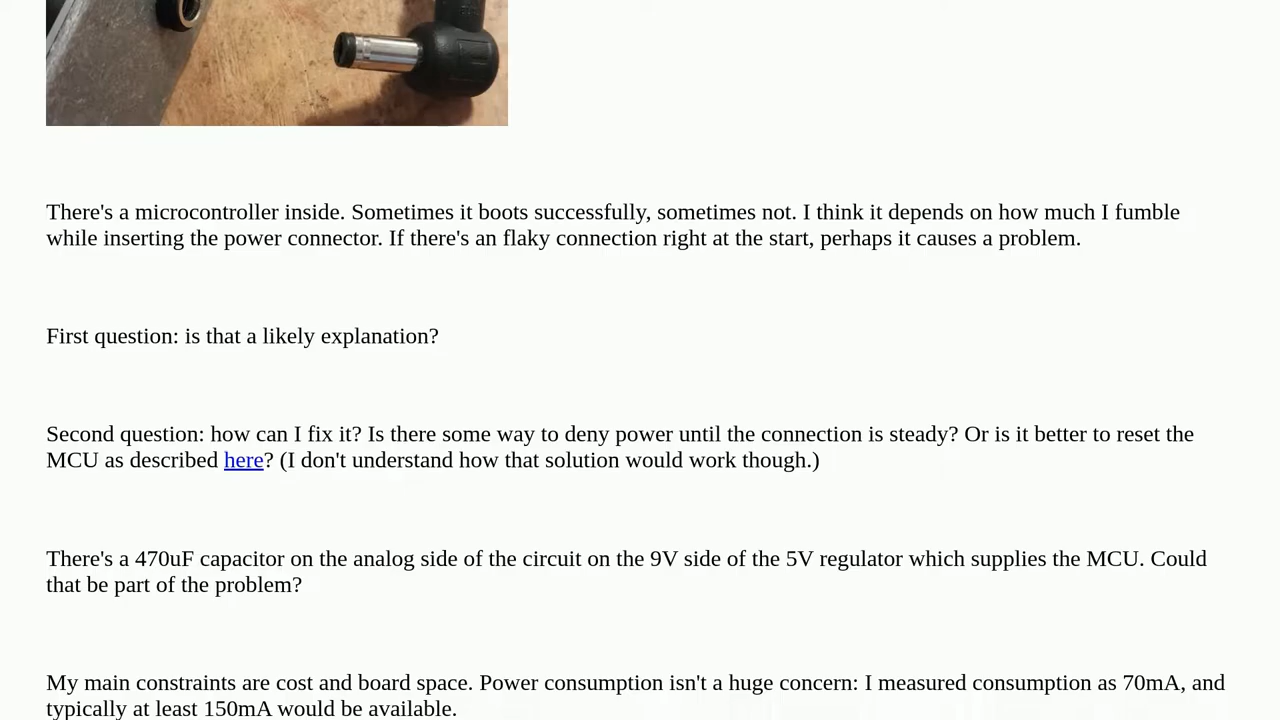 There's a microcontroller inside. Sometimes it boots successfully, sometimes not. I think it depends on how much I fumble
while inserting the power connector. If there's an flaky connection right at the start, perhaps it causes a problem.
First question: is that a likely explanation?
Second question: how can I fix it? Is there some way to deny power until the connection is steady? Or is it better to reset the
MCU as described here? (I don't understand how that solution would work though.)
There's a 470uF capacitor on the analog side of the circuit on the 9V side of the 5V regulator which supplies the MCU. Could
that be part of the problem?
My main constraints are cost and board space. Power consumption isn't a huge concern: I measured consumption as 70mA, and
typically at least 150mA would be available.